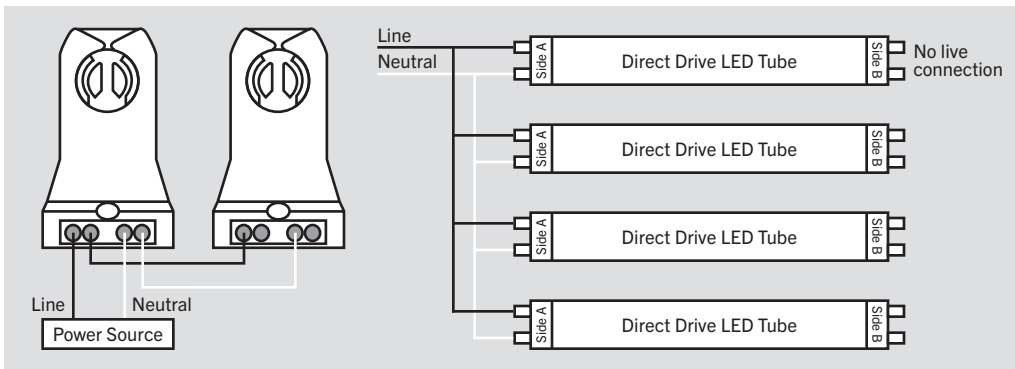 Line
Neutral
Power Source
Line
Neutral
Side A
Direct Drive LED Tube
Side B
No live
connection
Side A
Direct Drive LED Tube
Side B
Side A
Direct Drive LED Tube
Side B
Side A
Direct Drive LED Tube
Side B